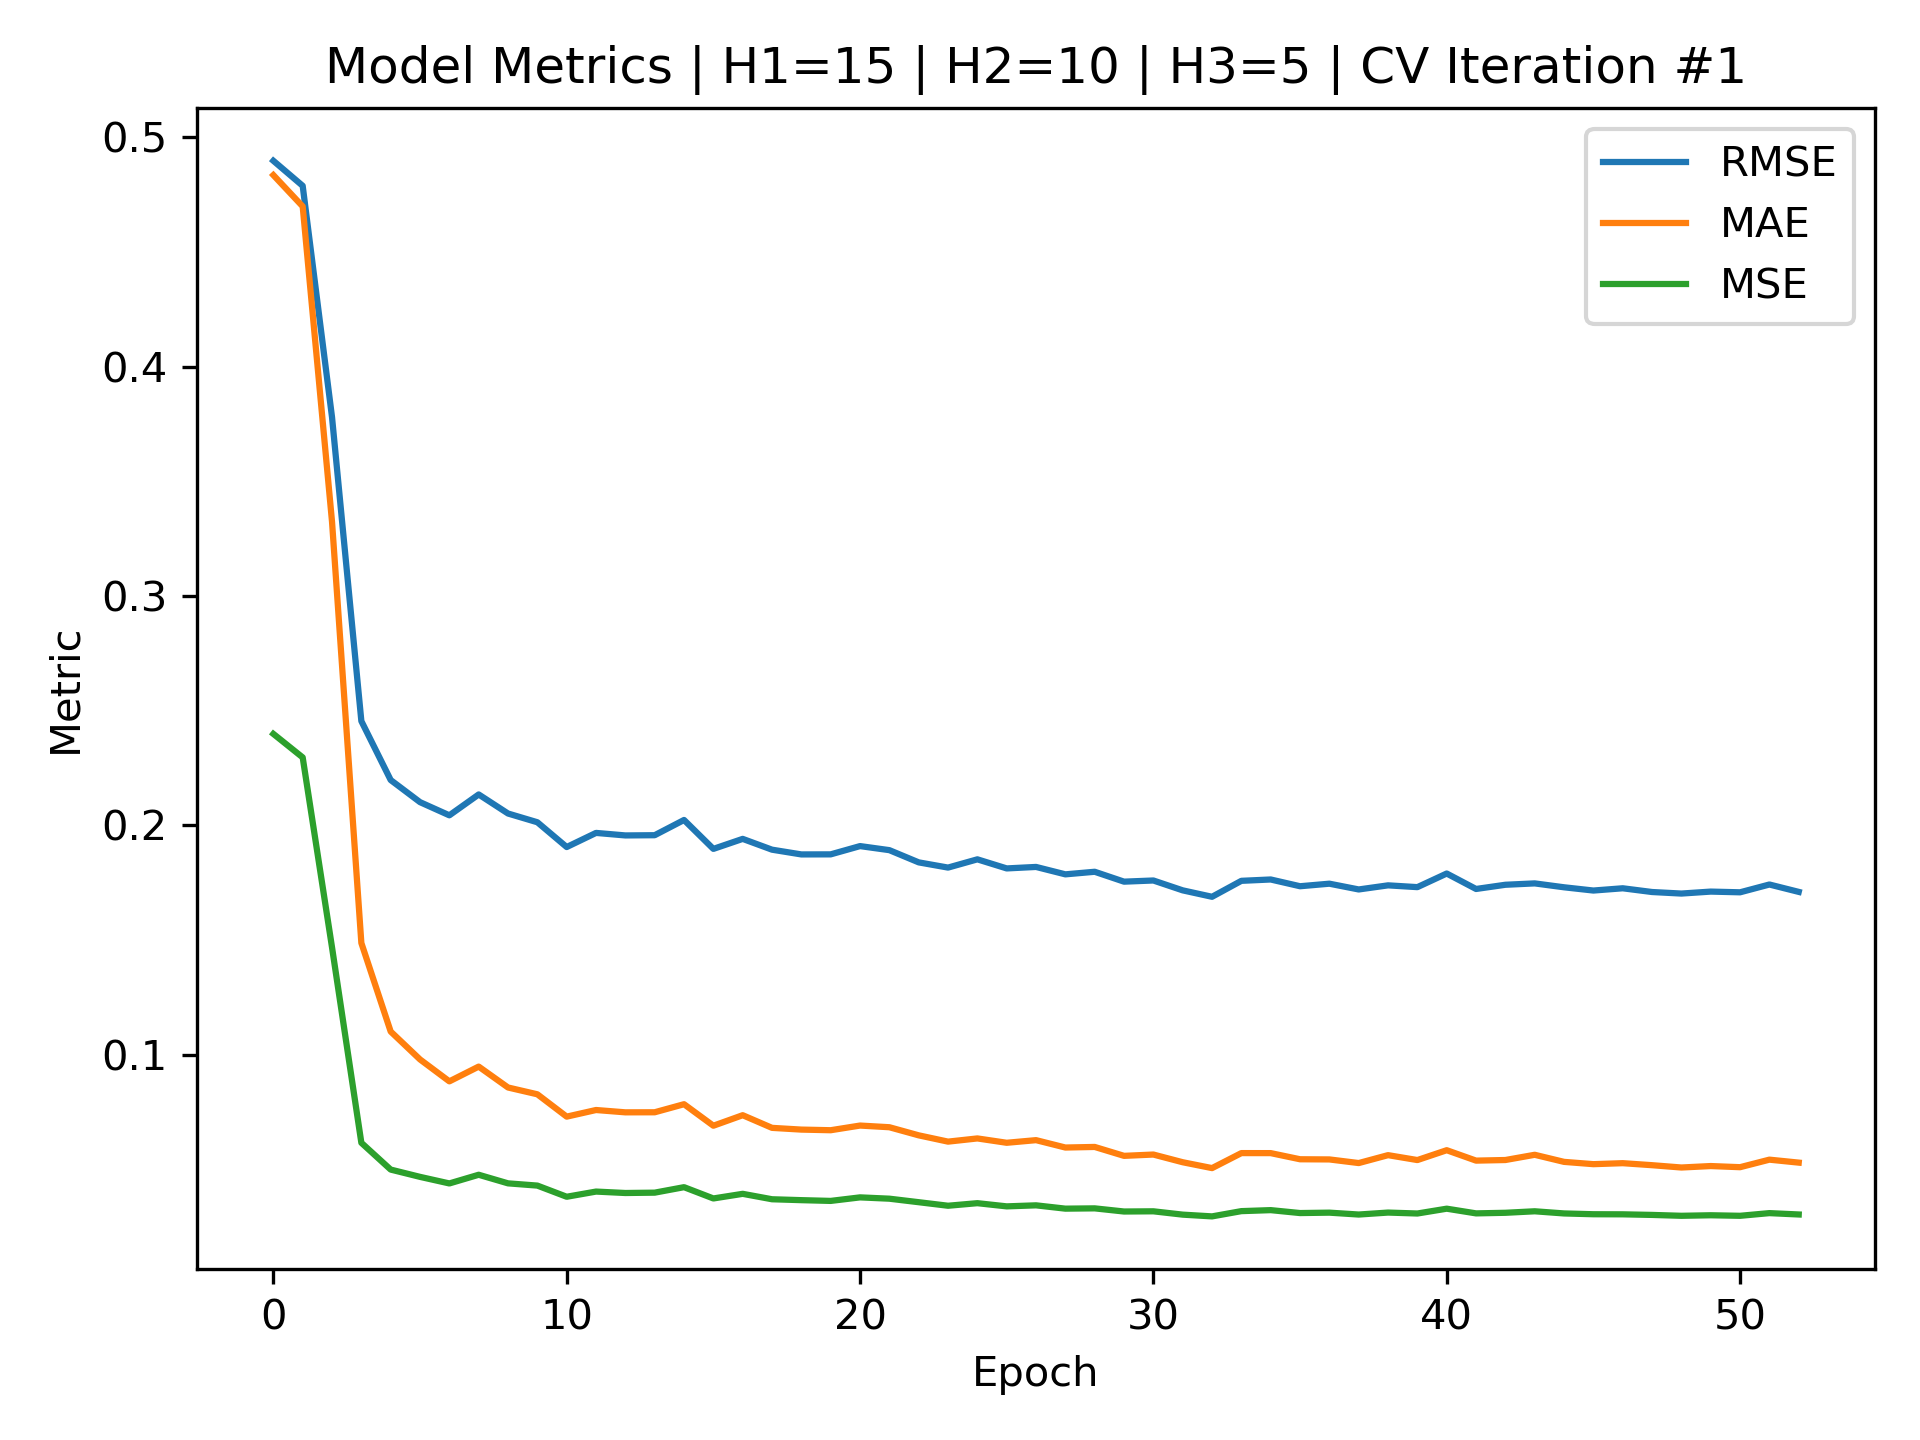 Model Metrics | H1=15 | H2=10 | H3=5 | CV Iteration #1
0.5
0.4
0.3
0.2
0.1
Metric
RMSE
MAE
MSE
0 10 20 30 40 50
Epoch